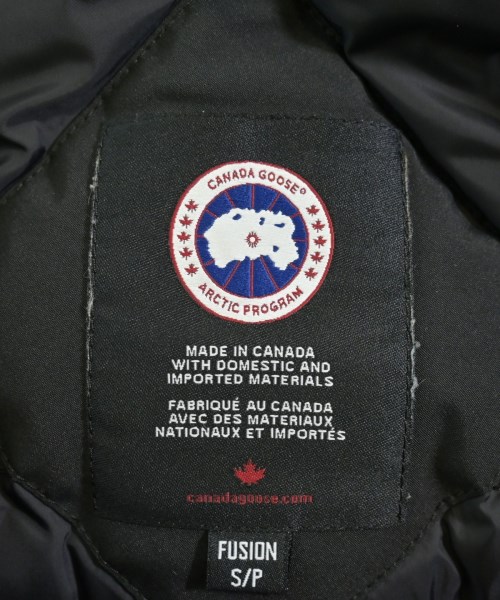 CANADA GOOSE®
ARCTIC PROGRAM
MADE IN CANADA
WITH DOMESTIC AND
IMPORTED MATERIALS
FABRIQUÉ AU CANADA
AVEC DES MATERIAUX
NATIONAUX ET IMPORTÉS
canadagoose.com
FUSION
S/P